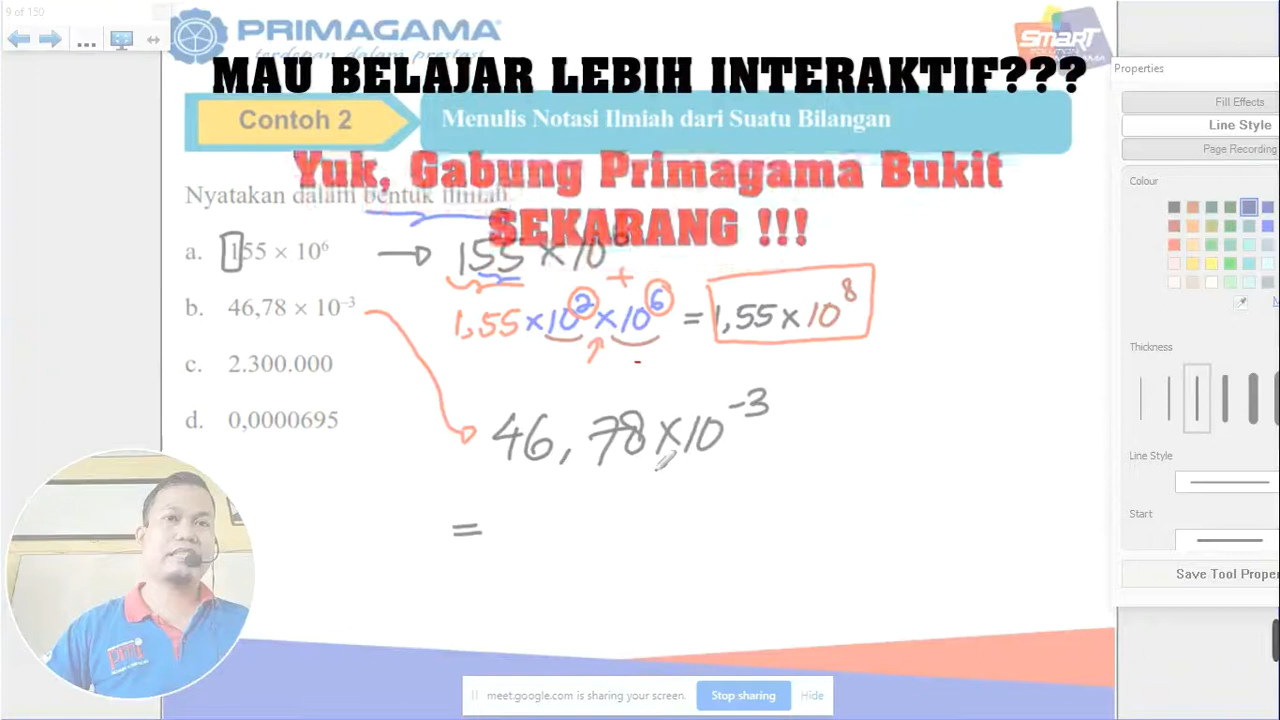 9 of 150
PRIMAGAMA
terdepan dalam prestasi
SMART
MAU BELAJAR LEBIH INTERAKTIF???
Contoh 2
Menulis Notasi Ilmiah dari Suatu Bilangan
Yuk, Gabung Primagama Bukit
SEKARANG !!!
Nyatakan dalam bentuk ilmiah.
a. 155 × 10⁶
155 × 10
1,55 × 10² × 10⁶ = 1,55 × 10⁸
+
b. 46,78 × 10⁻³
46,78 × 10⁻³
=
c. 2.300.000
d. 0,0000695
Properties
Fill Effects
Line Style
Page Recording
Colour
Thickness
Line Style
Start
Save Tool Proper
meet.google.com is sharing your screen.
Stop sharing
Hide